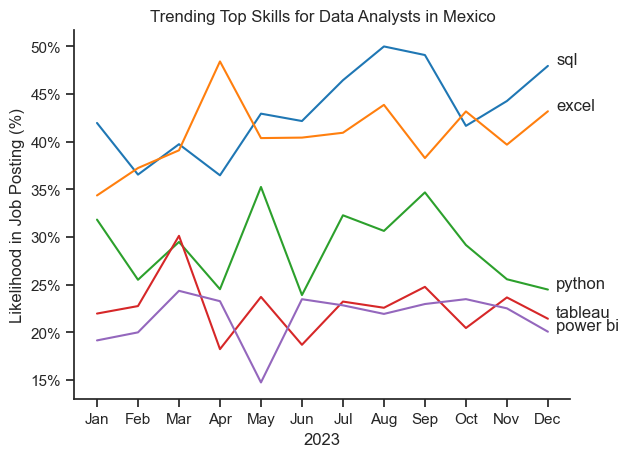 Trending Top Skills for Data Analysts in Mexico
Likelihood in Job Posting (%)
50%
45%
40%
35%
30%
25%
20%
15%
sql
excel
python
tableau
power bi
Jan Feb Mar Apr May Jun Jul Aug Sep Oct Nov Dec
2023